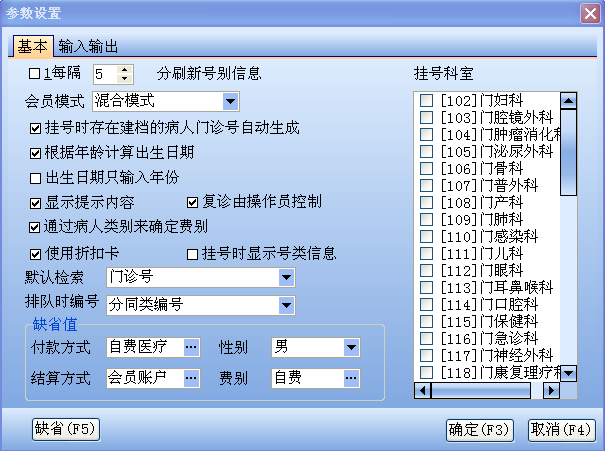 参数设置
基本 输入输出
1每隔 5 分刷新号别信息
会员模式 混合模式
挂号时存在建档的病人门诊号自动生成
根据年龄计算出生日期
出生日期只输入年份
显示提示内容 复诊由操作员控制
通过病人类别来确定费别
使用折扣卡 挂号时显示号类信息
默认检索 门诊号
排队时编号 分同类编号
缺省值
付款方式 自费医疗 ... 性别 男
结算方式 会员账户 ... 费别 自费 ...
挂号科室
[102]门妇科
[103]门腔镜外科
[104]门肿瘤消化科
[105]门泌尿外科
[106]门骨科
[107]门普外科
[108]门产科
[109]门肺科
[110]门感染科
[111]门儿科
[112]门眼科
[113]门耳鼻喉科
[114]门口腔科
[115]门保健科
[116]门急诊科
[117]门神经外科
[118]门康复理疗科
缺省(F5) 确定(F3) 取消(F4)